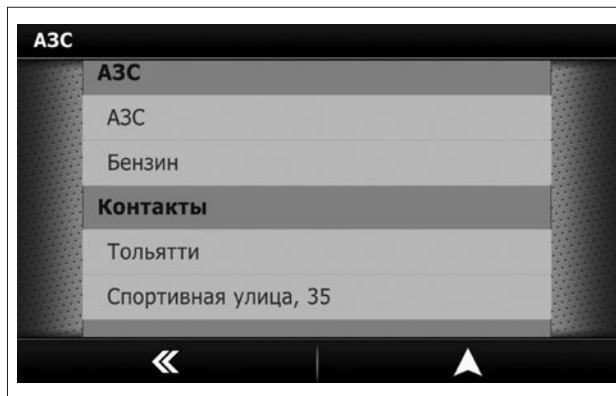 АЗС
АЗС
АЗС
Бензин
Контакты
Тольятти
Спортивная улица, 35